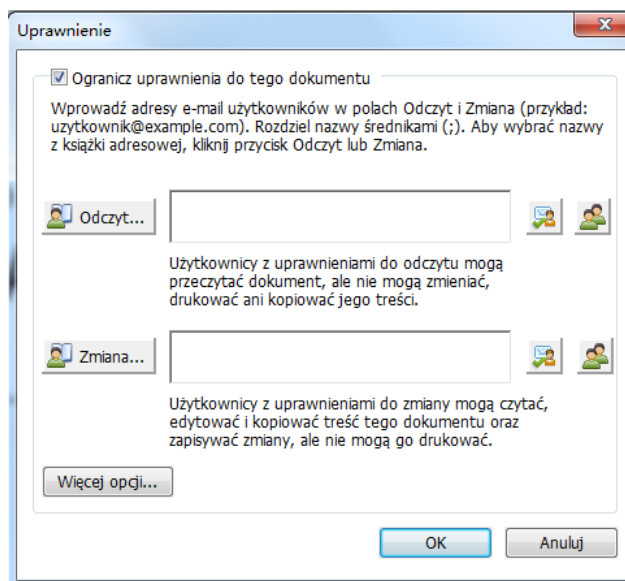 Uprawnienie
Ogranicz uprawnienia do tego dokumentu
Wprowadź adresy e-mail użytkowników w polach Odczyt i Zmiana (przykład:
uzytkownik@example.com). Rozdziel nazwy średnikami (;). Aby wybrać nazwy
z książki adresowej, kliknij przycisk Odczyt lub Zmiana.
Odczyt...
Użytkownicy z uprawnieniami do odczytu mogą
przeczytać dokument, ale nie mogą zmieniać,
drukować ani kopiować jego treści.
Zmiana...
Użytkownicy z uprawnieniami do zmiany mogą czytać,
edytować i kopiować treść tego dokumentu oraz
zapisywać zmiany, ale nie mogą go drukować.
Więcej opcji...
OK Anuluj